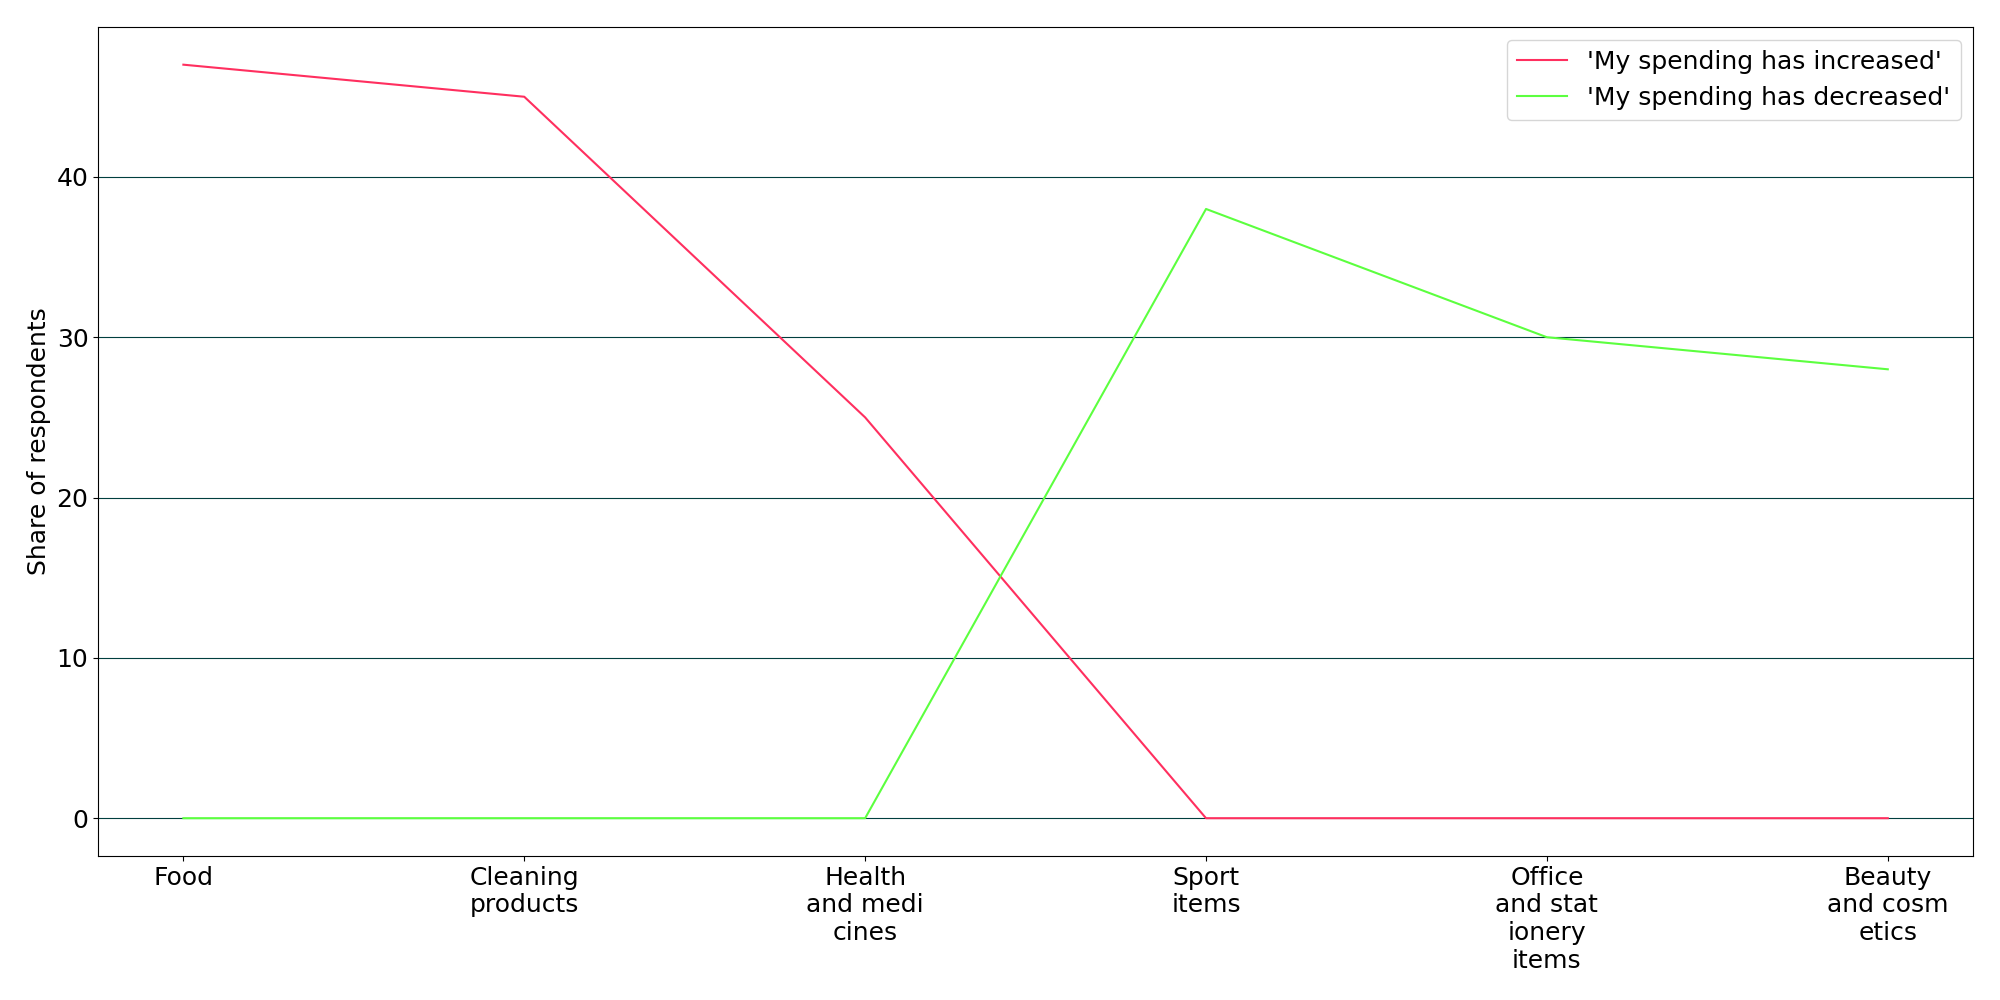 'My spending has increased'
'My spending has decreased'
Share of respondents
40
30
20
10
0
Food
Cleaning
products
Health
and medi
cines
Sport
items
Office
and stat
ionery
items
Beauty
and cosm
etics